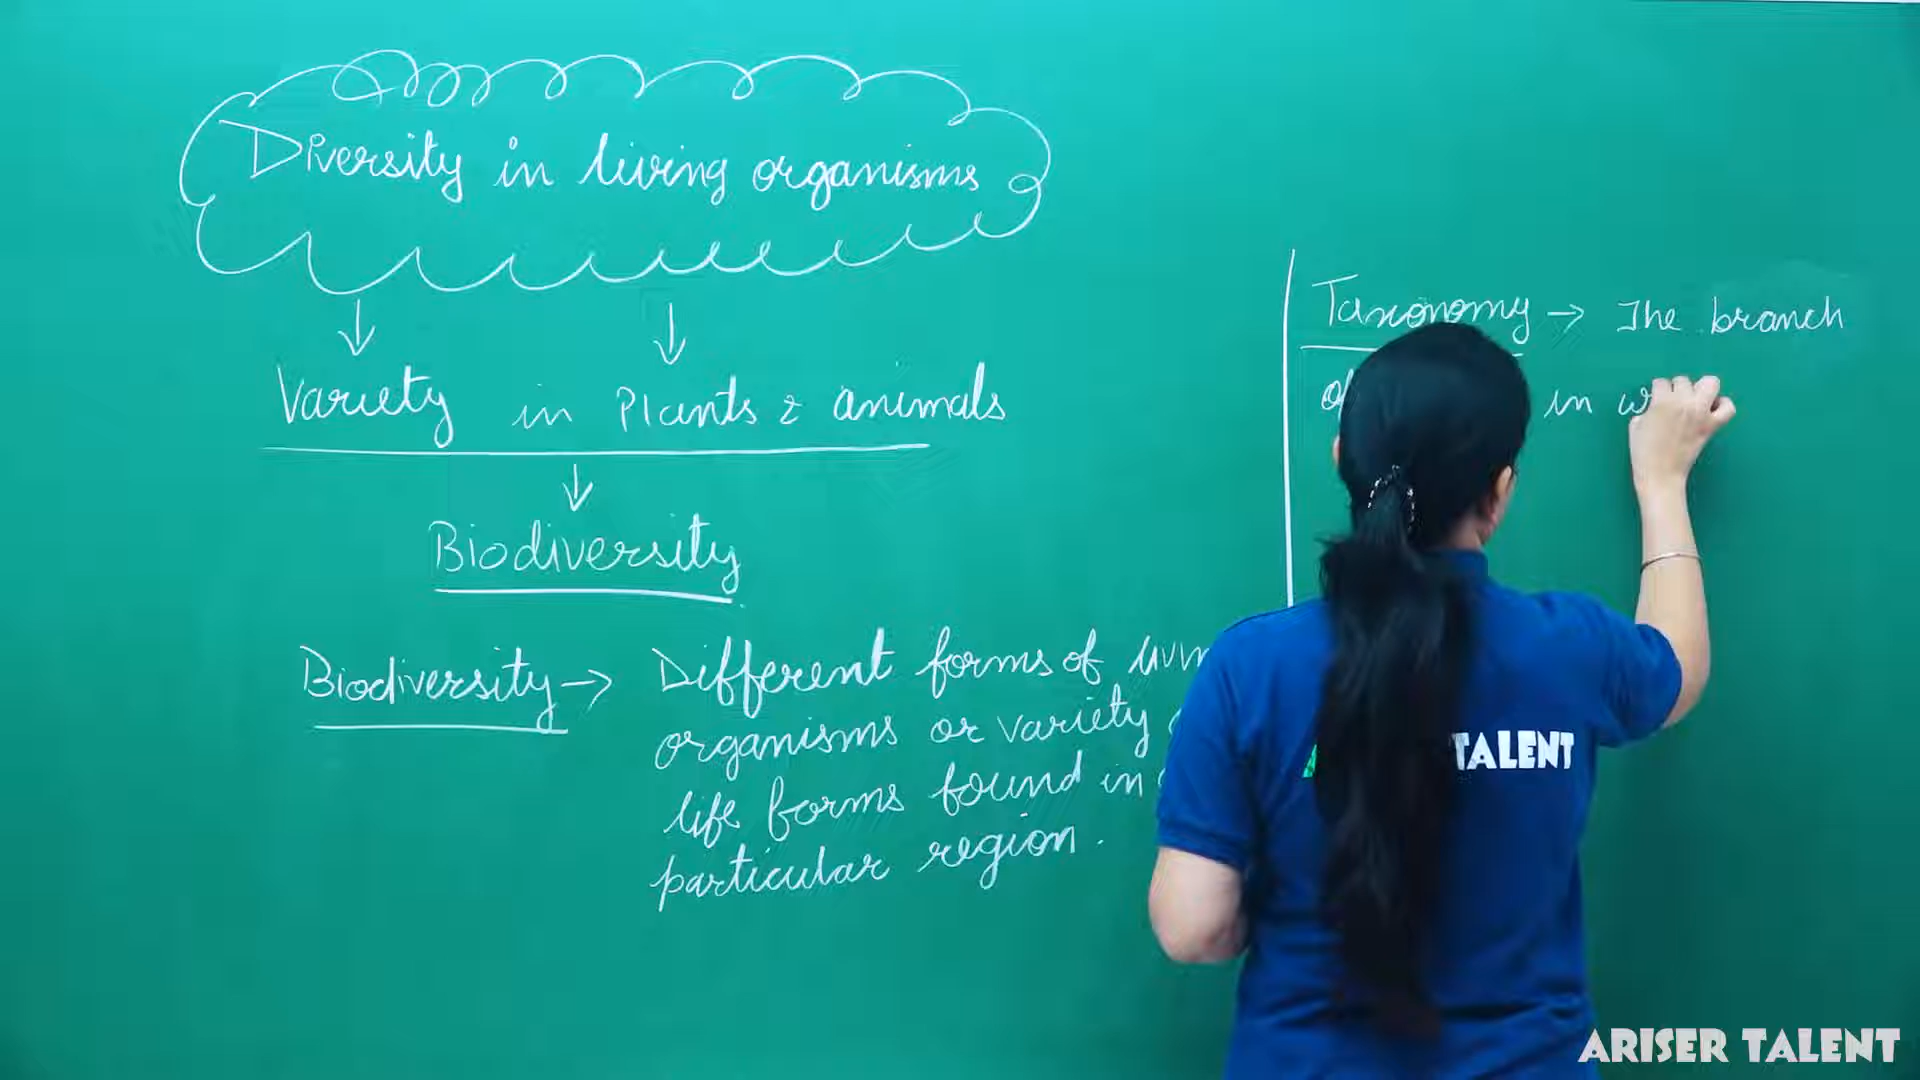 Diversity in living organisms
↓ ↓
Variety in Plants & animals
↓
Biodiversity
Biodiversity → Different forms of
organisms or variety
life forms found in
particular region.
Taxonomy → The branch
in
TALENT
ARISER TALENT